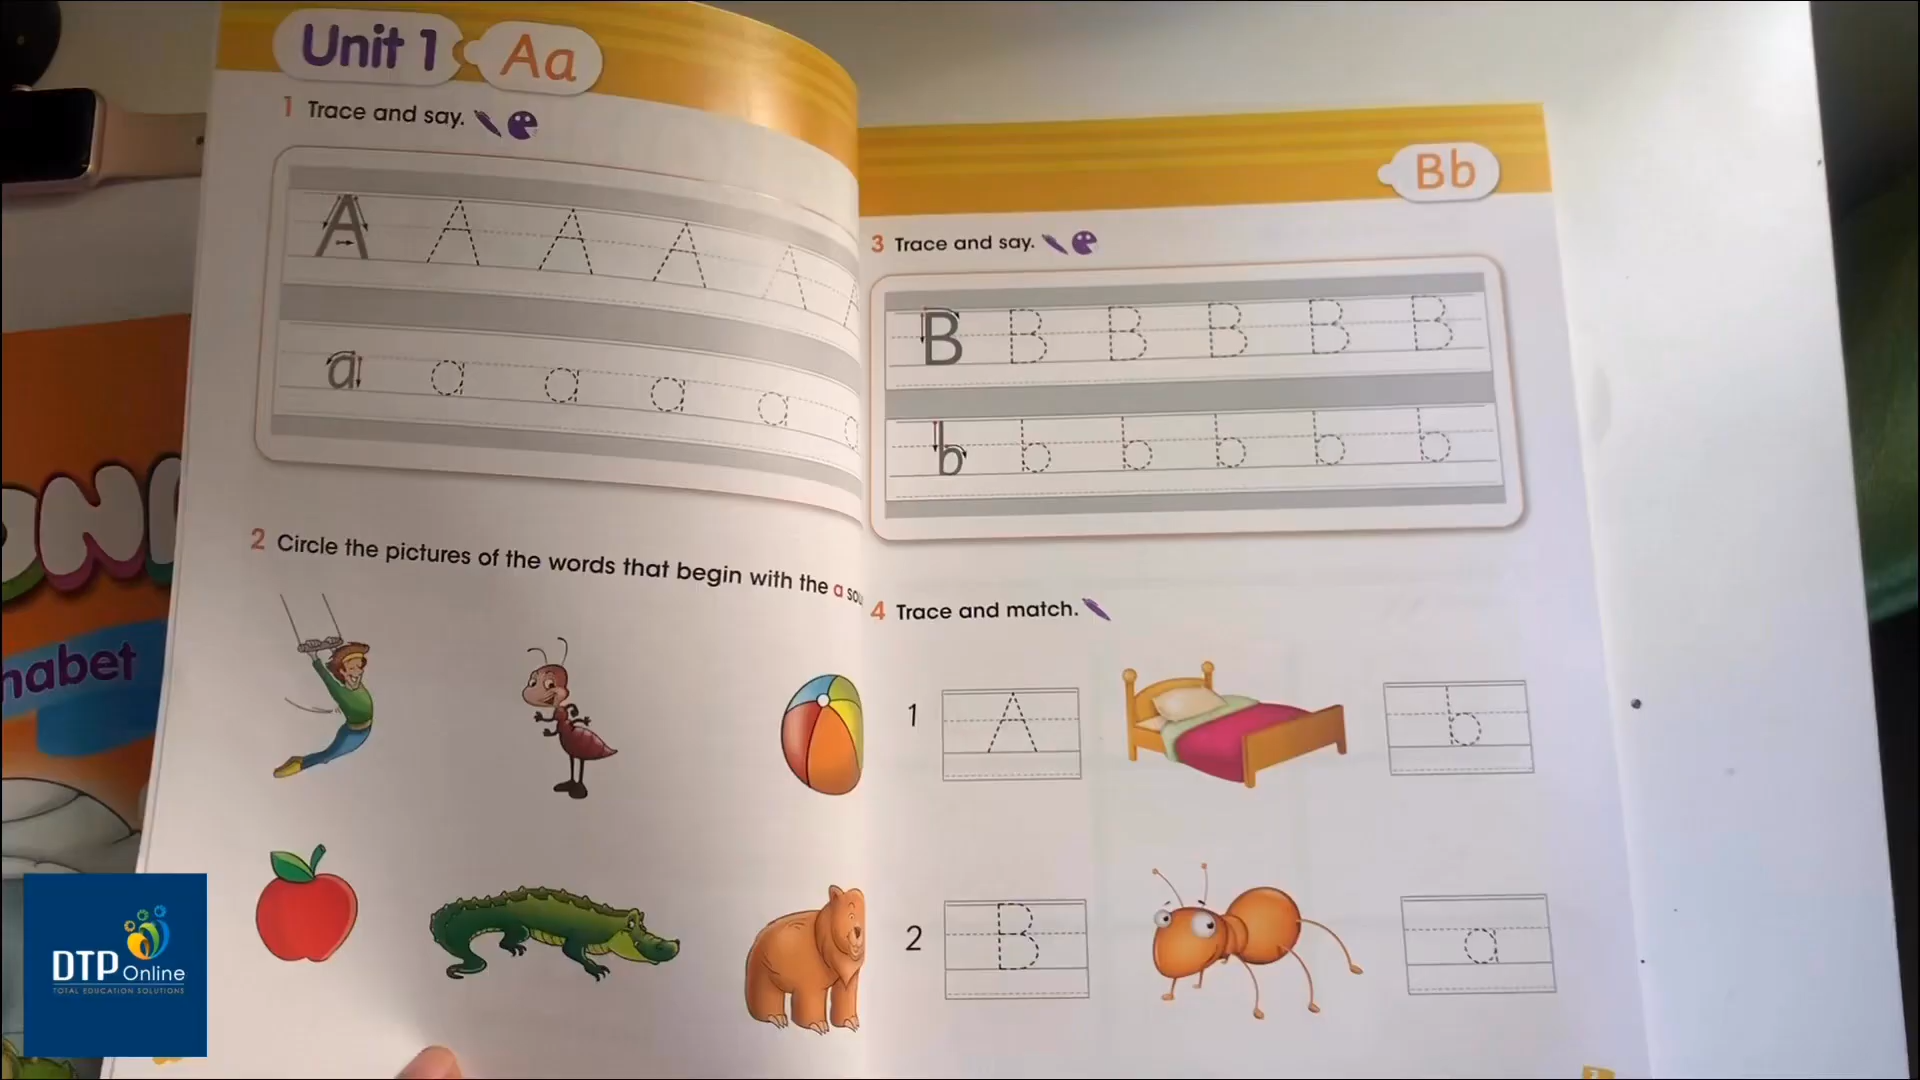 Unit 1
Aa
1 Trace and say.
A A A A A
a a a a a
2 Circle the pictures of the words that begin with the a
Bb
3 Trace and say.
B B B B B B
b b b b b b
4 Trace and match.
1 A b
2 B a
DTP Online
TOTAL EDUCATION SOLUTIONS